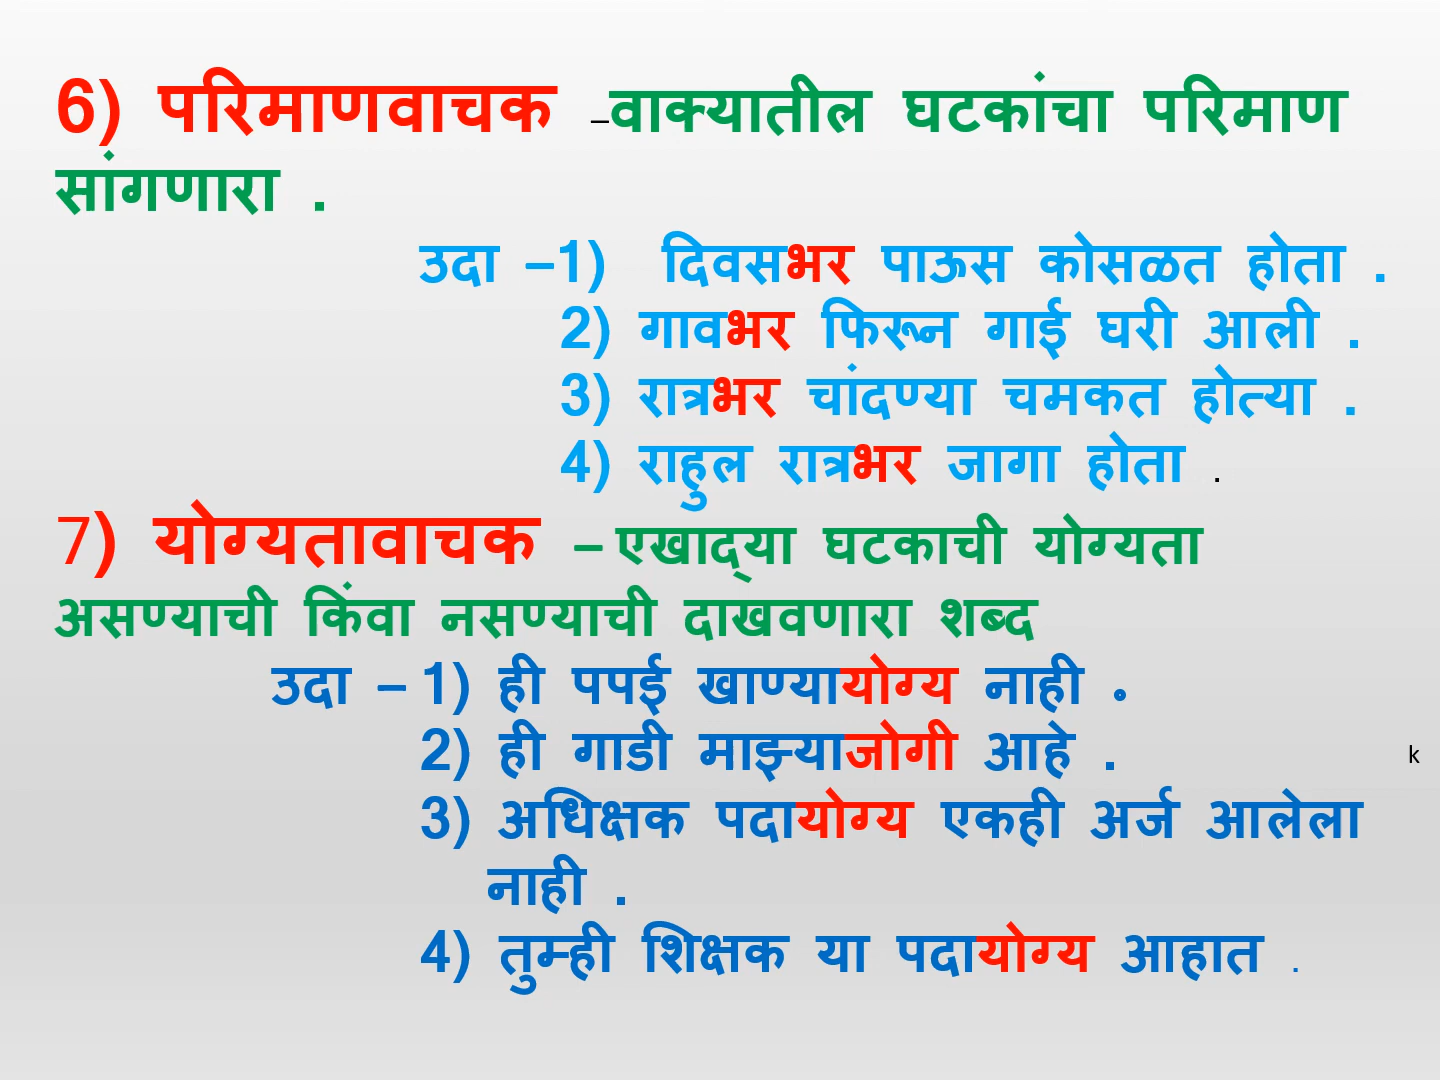 6) परिमाणवाचक –वाक्यातील घटकांचा परिमाण
सांगणारा .
उदा –1) दिवसभर पाऊस कोसळत होता .
2) गावभर फिरून गाई घरी आली .
3) रात्रभर चांदण्या चमकत होत्या .
4) राहुल रात्रभर जागा होता .
7) योग्यतावाचक – एखाद्‌या घटकाची योग्यता
असण्याची किंवा नसण्याची दाखवणारा शब्द
उदा – 1) ही पपई खाण्यायोग्य नाही .
2) ही गाडी माझ्याजोगी आहे .
k
3) अधिक्षक पदायोग्य एकही अर्ज आलेला
नाही .
4) तुम्ही शिक्षक या पदायोग्य आहात .